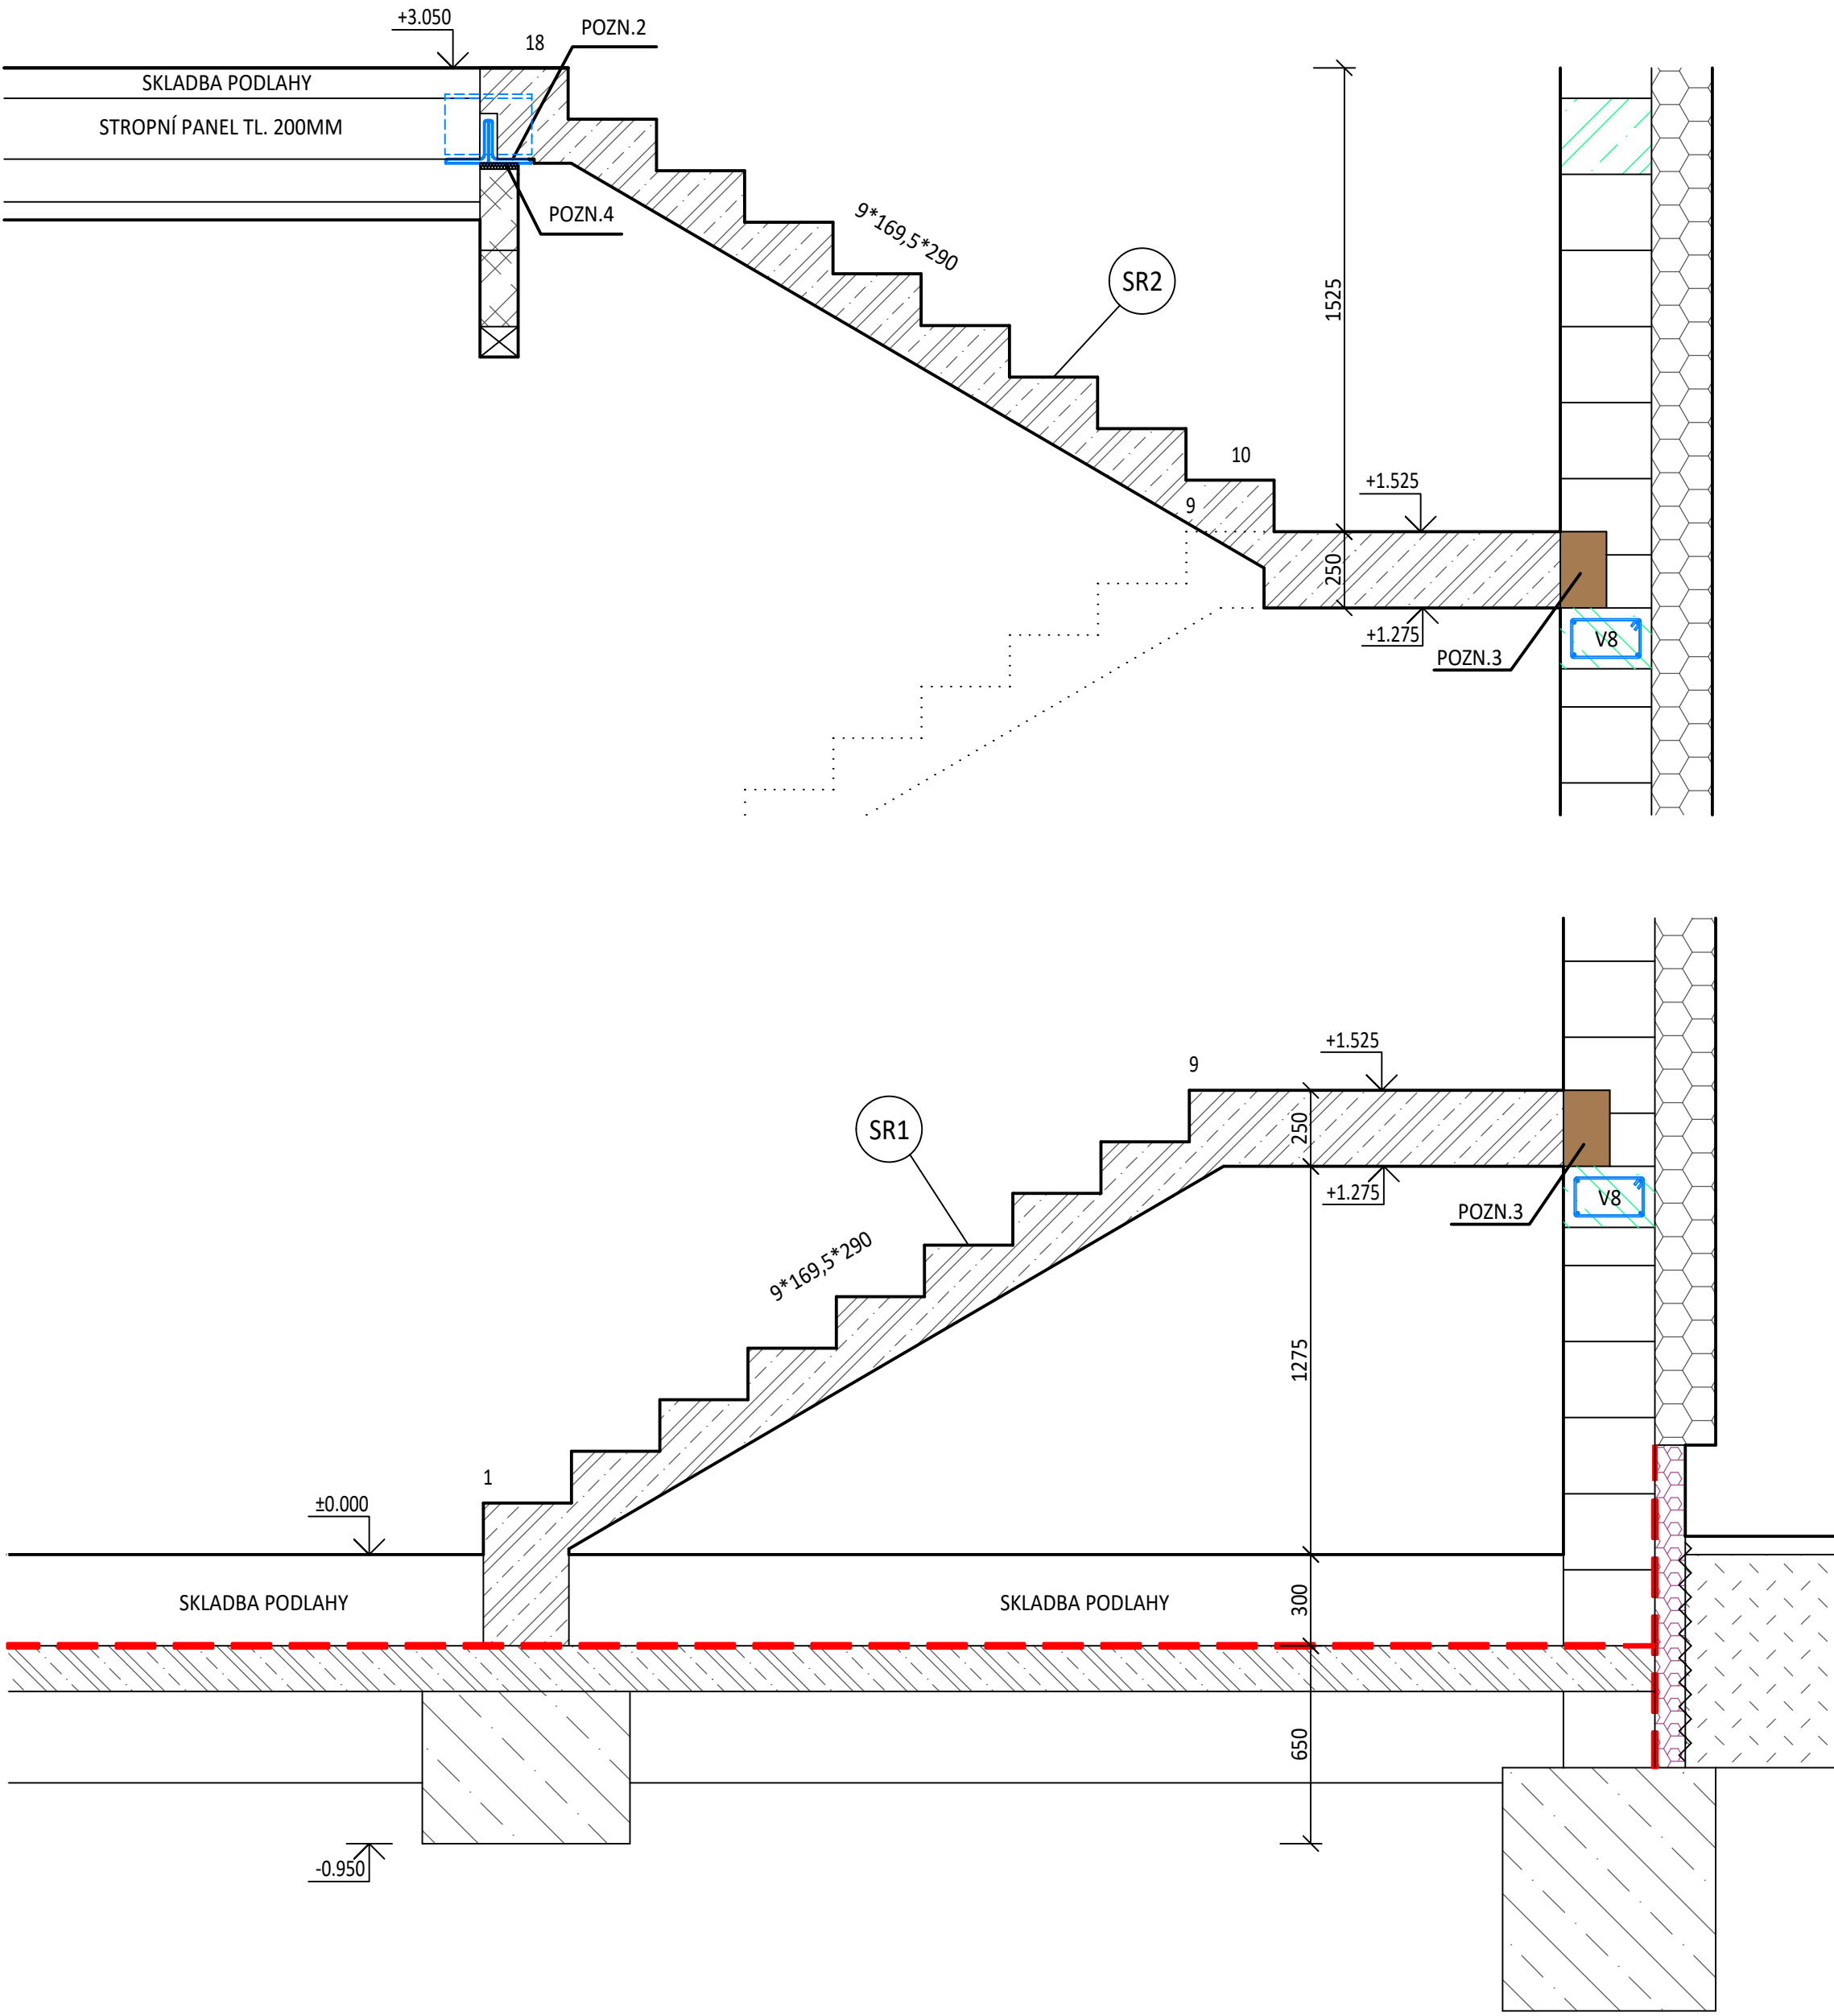 +3.050
18
POZN.2
SKLADBA PODLAHY
STROPNÍ PANEL TL. 200MM
POZN.4
9*169,5*290
SR2
1525
10
+1.525
9
250
+1.275
V8
POZN.3
+1.525
9
SR1
250
+1.275
V8
POZN.3
9*169,5*290
1275
1
±0.000
SKLADBA PODLAHY
SKLADBA PODLAHY
300
650
-0.950